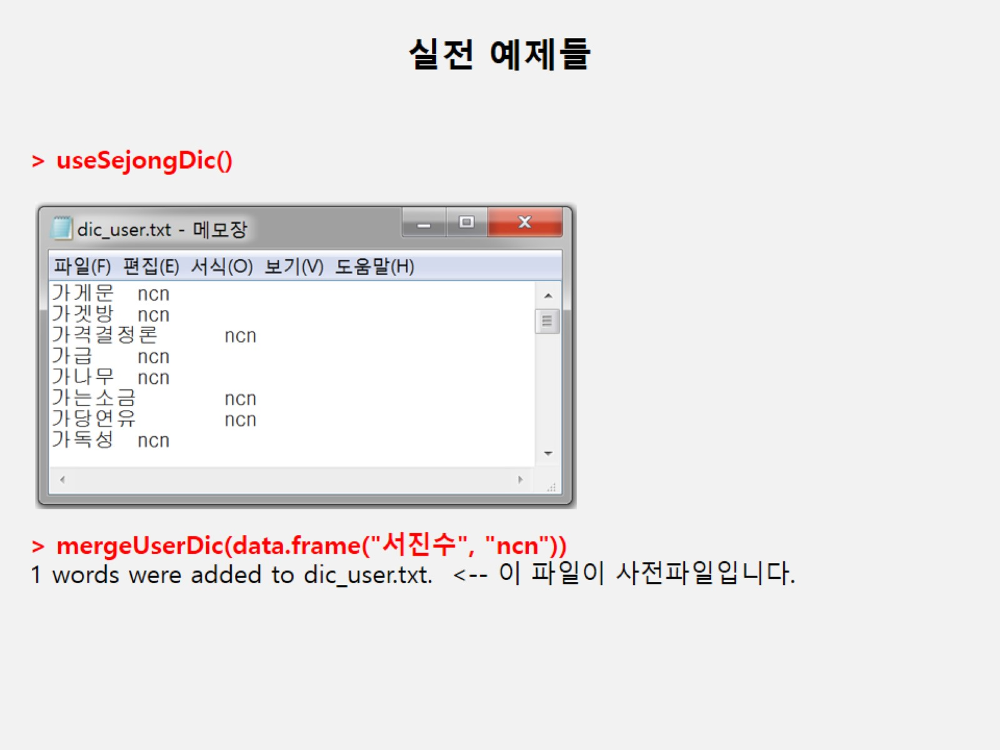 실전 예제들
> useSejongDic()
dic_user.txt - 메모장
파일(F) 편집(E) 서식(O) 보기(V) 도움말(H)
가게문 ncn
가겟방 ncn
가격결정론 ncn
가급 ncn
가나무 ncn
가는소금 ncn
가당연유 ncn
가독성 ncn
> mergeUserDic(data.frame("서진수", "ncn"))
1 words were added to dic_user.txt. <-- 이 파일이 사전파일입니다.